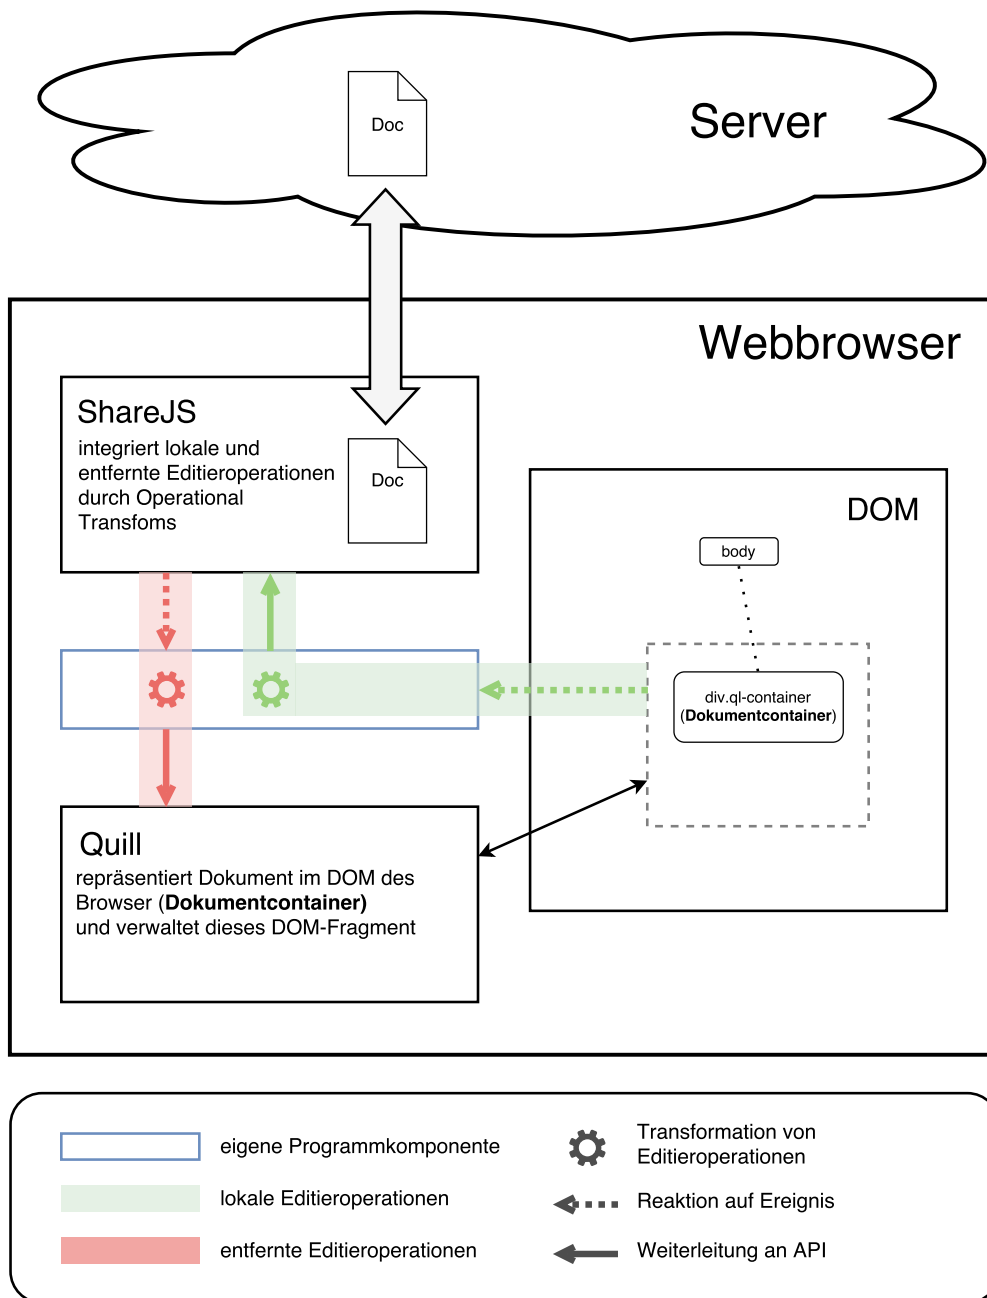 Doc
Server
Webbrowser
ShareJS
integriert lokale und
entfernte Editieroperationen
durch Operational
Transfoms
Doc
DOM
body
div.ql-container
(Dokumentcontainer)
Quill
repräsentiert Dokument im DOM des
Browser (Dokumentcontainer)
und verwaltet dieses DOM-Fragment
eigene Programmkomponente
lokale Editieroperationen
entfernte Editieroperationen
Transformation von
Editieroperationen
Reaktion auf Ereignis
Weiterleitung an API